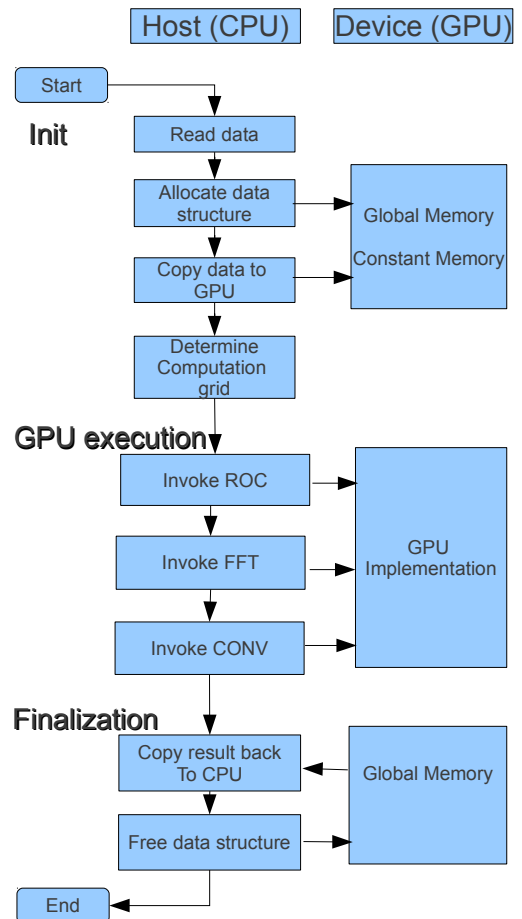 Host (CPU)
Device (GPU)
Start
Init
Read data
Allocate data
structure
Global Memory
Constant Memory
Copy data to
GPU
Determine
Computation
grid
GPU execution
Invoke ROC
Invoke FFT
GPU
Implementation
Invoke CONV
Finalization
Copy result back
To CPU
Global Memory
Free data structure
End